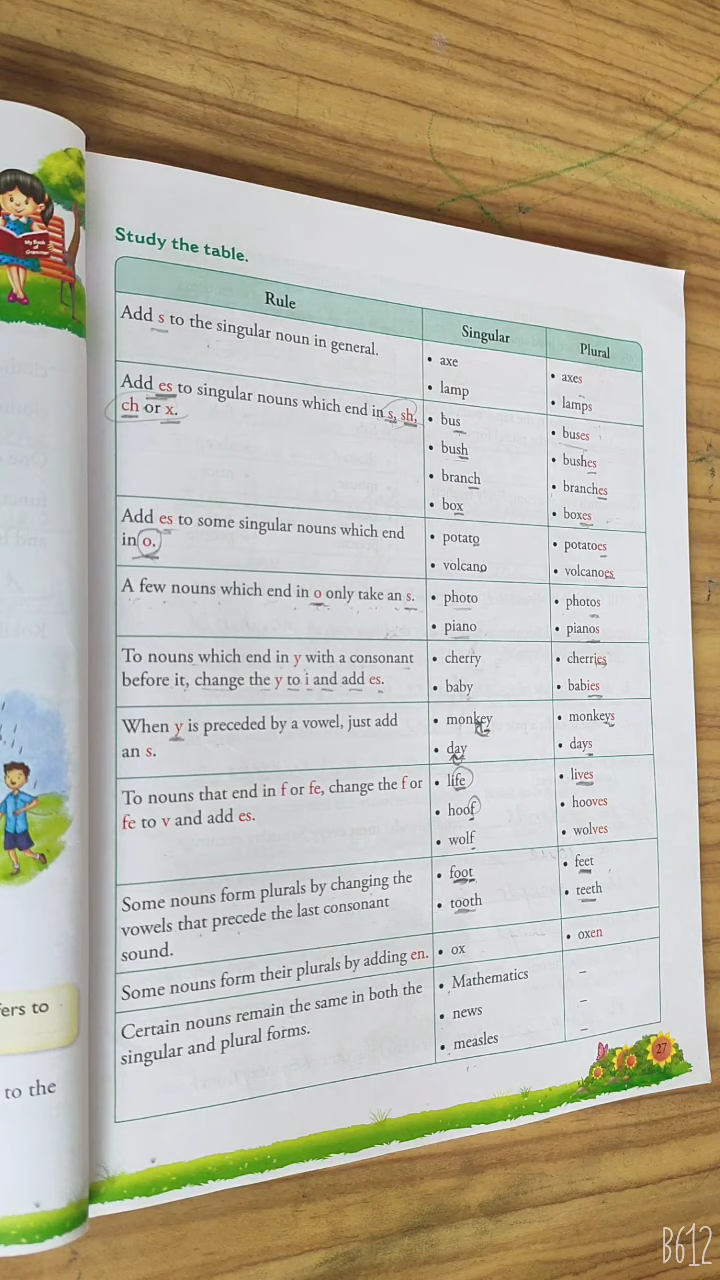 My Book of Grammar
Study the table.
Rule Singular Plural
Add s to the singular noun in general.
• axe • axes
• lamp • lamps
Add es to singular nouns which end in s, sh,
ch or x.
• bus • buses
• bush • bushes
• branch • branches
• box • boxes
Add es to some singular nouns which end
in o.
• potato • potatoes
• volcano • volcanoes
A few nouns which end in o only take an s.
• photo • photos
• piano • pianos
To nouns which end in y with a consonant
before it, change the y to i and add es.
• cherry • cherries
• baby • babies
When y is preceded by a vowel, just add
an s.
• monkey • monkeys
• day • days
To nouns that end in f or fe, change the f or
fe to v and add es.
• life • lives
• hoof • hooves
• wolf • wolves
Some nouns form plurals by changing the
vowels that precede the last consonant
sound.
• foot • feet
• tooth • teeth
Some nouns form their plurals by adding en.
• ox • oxen
Certain nouns remain the same in both the
singular and plural forms.
• Mathematics –
• news –
• measles –
27
to the
B612